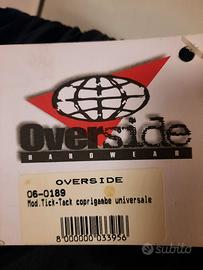 Overside
HARDWEAR
OVERSIDE
06-0189
Mod.Tick-Tack coprigambe universale
8 000000 033956
subito